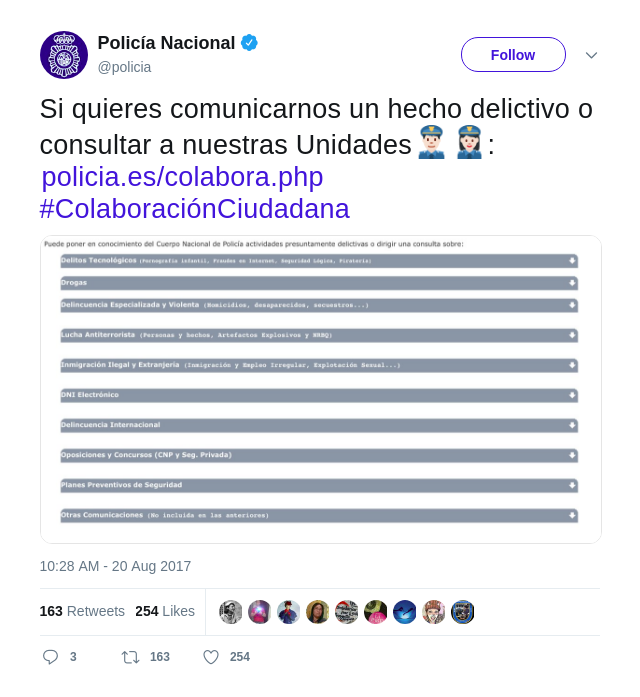 Policía Nacional
@policia
Follow
Si quieres comunicarnos un hecho delictivo o
consultar a nuestras Unidades👮🏻‍♂️ 👮🏻‍♀️:
policia.es/colabora.php
#ColaboraciónCiudadana
Puede poner en conocimiento del Cuerpo Nacional de Policía actividades presuntamente delictivas o dirigir una consulta sobre:
Delitos Tecnológicos (Pornografía infantil, Fraudes en Internet, Seguridad Lógica, Piratería)
Drogas
Delincuencia Especializada y Violenta (Homicidios, desaparecidos, secuestros...)
Lucha Antiterrorista (Personas y hechos, Artefactos Explosivos y NRBQ)
Inmigración Ilegal y Extranjería (Inmigración y Empleo Irregular, Explotación Sexual...)
DNI Electrónico
Delincuencia Internacional
Oposiciones y Concursos (CNP y Seg. Privada)
Planes Preventivos de Seguridad
Otras Comunicaciones (No incluida en las anteriores)
10:28 AM - 20 Aug 2017
163 Retweets 254 Likes
3 163 254